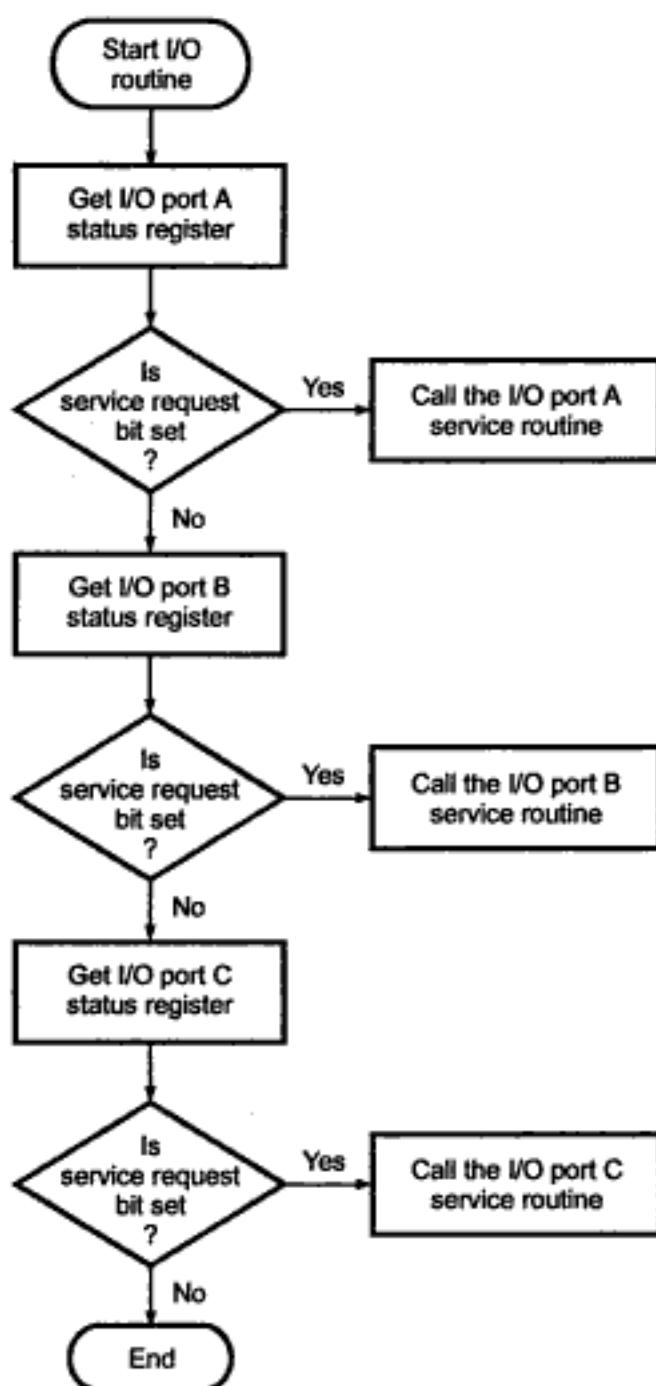 Start I/O
routine
Get I/O port A
status register
Is
service request
bit set
?
Yes
Call the I/O port A
service routine
No
Get I/O port B
status register
Is
service request
bit set
?
Yes
Call the I/O port B
service routine
No
Get I/O port C
status register
Is
service request
bit set
?
Yes
Call the I/O port C
service routine
No
End